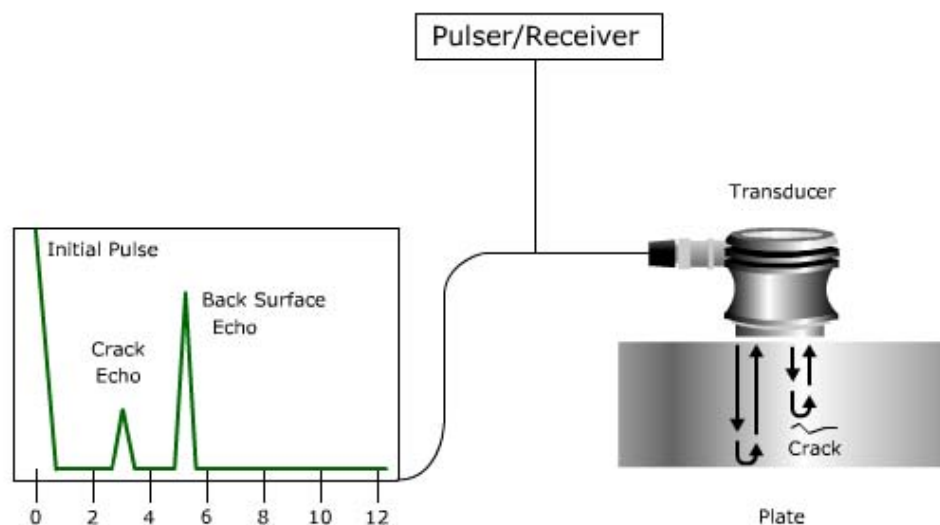 Pulser/Receiver
Transducer
Initial Pulse
Back Surface
Echo
Crack
Echo
Crack
0 2 4 6 8 10 12
Plate